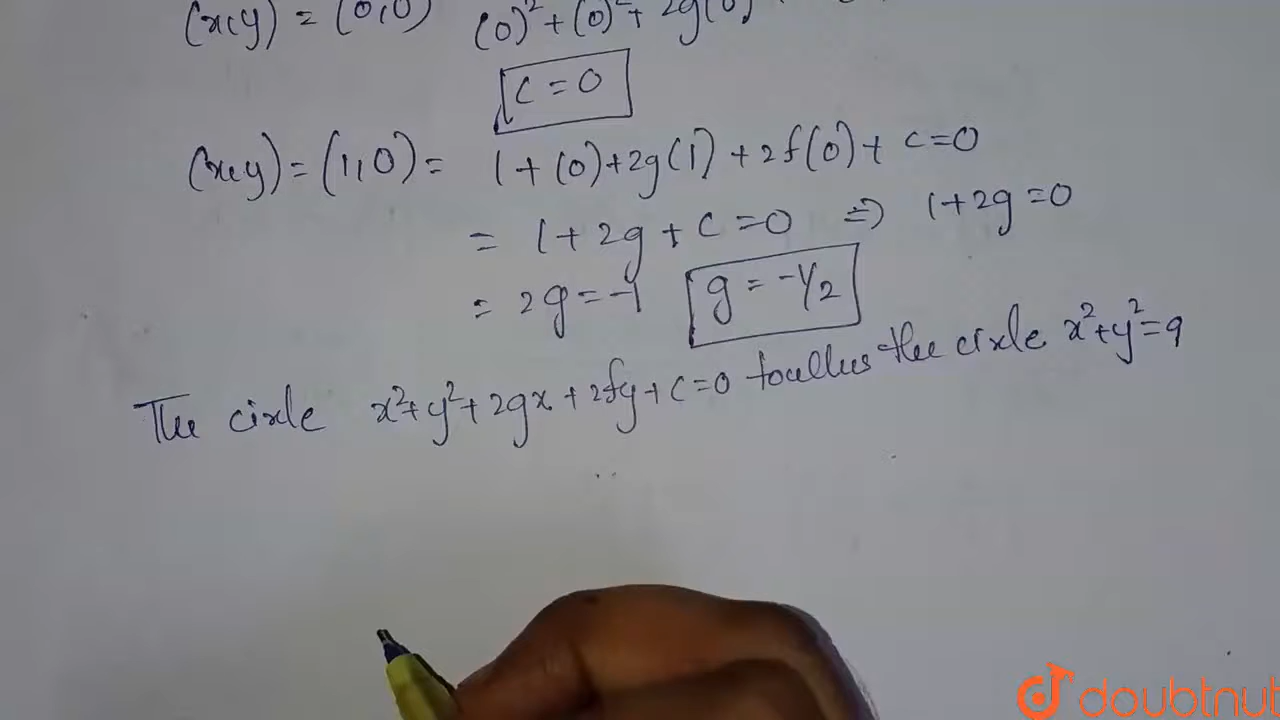 (x,y) = (0,0) (0)²+(0)²+2g(0)
C = 0
(x,y) = (1,0) = 1+(0)+2g(1)+2f(0)+C=0
= 1+2g+C=0 ⇒ 1+2g=0
= 2g=-1 g=-1/2
The circle x²+y²+2gx+2fy+C=0 touches the circle x²+y²=9
doubtnut